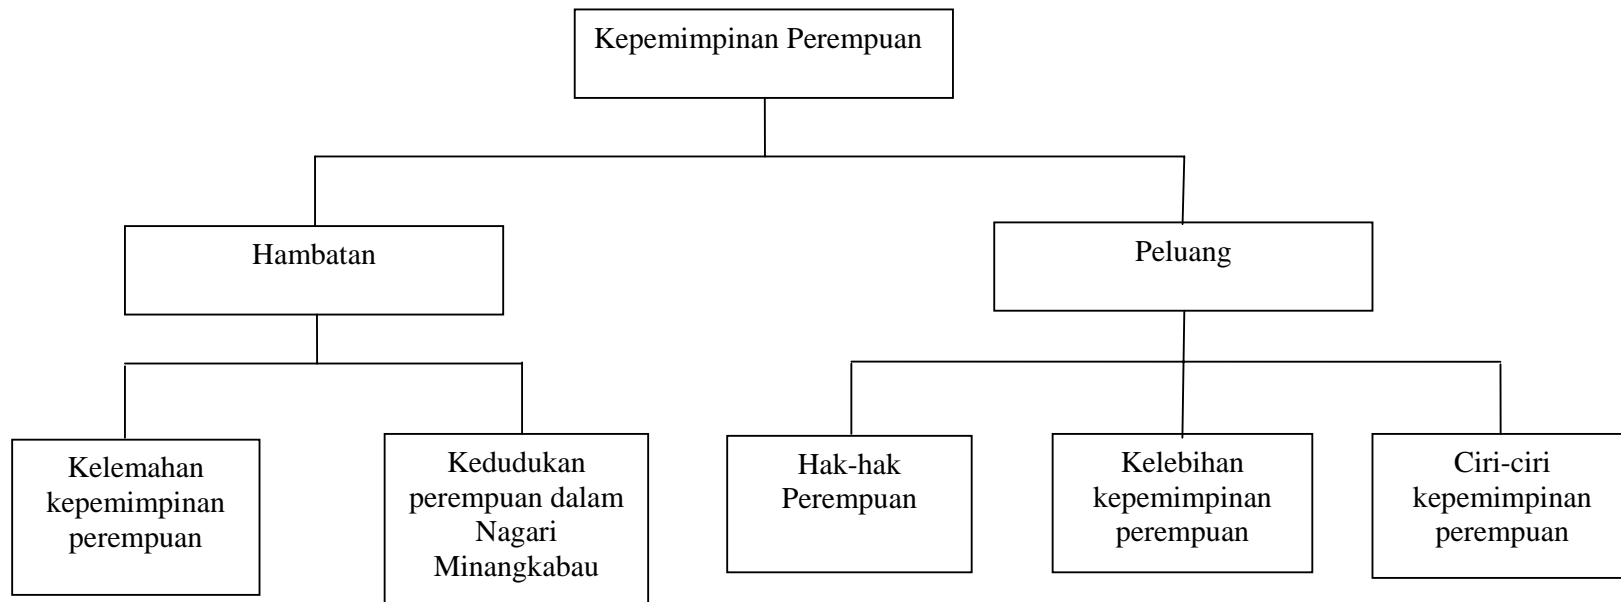 Kepemimpinan Perempuan
Hambatan
Peluang
Kelemahan
kepemimpinan
perempuan
Kedudukan
perempuan dalam
Nagari
Minangkabau
Hak-hak
Perempuan
Kelebihan
kepemimpinan
perempuan
Ciri-ciri
kepemimpinan
perempuan